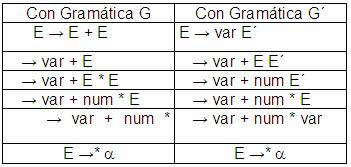 Con Gramática G Con Gramática G´
E → E + E E → var E´
→ var + E → var + E E´
→ var + E * E → var + num E´
→ var + num * E → var + num * E
→ var + num * → var + num * var
E →* α E →* α